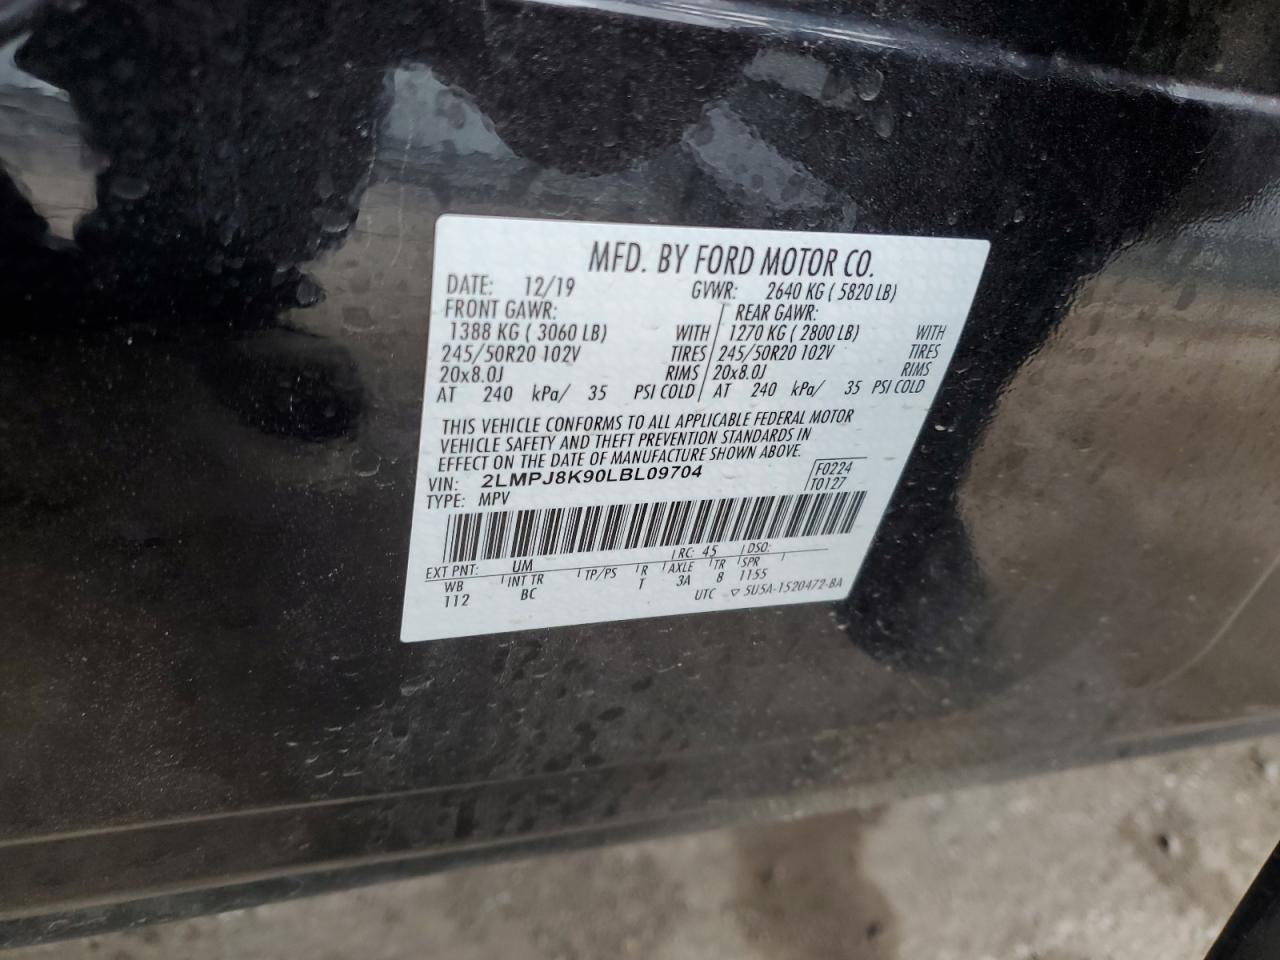 MFD. BY FORD MOTOR CO.
DATE: 12/19 GVWR: 2640 KG ( 5820 LB)
FRONT GAWR: REAR GAWR:
1388 KG ( 3060 LB) WITH 1270 KG ( 2800 LB) WITH
245/50R20 102V TIRES 245/50R20 102V TIRES
20x8.0J RIMS 20x8.0J RIMS
AT 240 kPa/ 35 PSI COLD AT 240 kPa/ 35 PSI COLD
THIS VEHICLE CONFORMS TO ALL APPLICABLE FEDERAL MOTOR
VEHICLE SAFETY AND THEFT PREVENTION STANDARDS IN
EFFECT ON THE DATE OF MANUFACTURE SHOWN ABOVE.
VIN: 2LMPJ8K90LBL09704 F0224
TYPE: MPV T0127
EXT PNT: UM RC: 45 DSO:
WB INT TR TP/PS R AXLE TR SPR
112 BC T 3A 8 1155
UTC ▽ 5U5A-1520472-BA